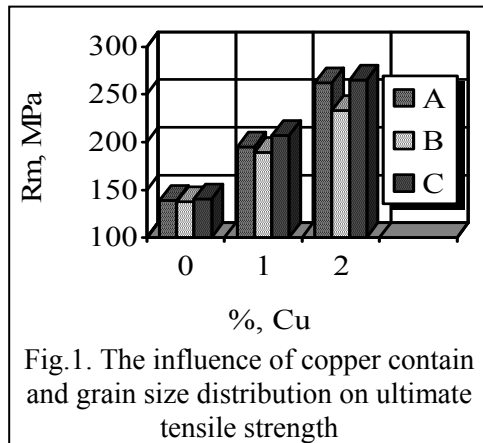 300
250
200
150
100
Rm, MPa
A
B
C
0 1 2
%, Cu
Fig.1. The influence of copper contain
and grain size distribution on ultimate
tensile strength